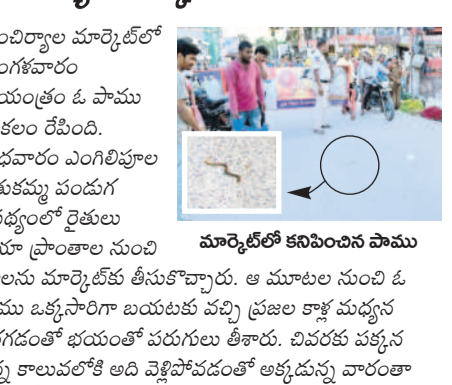 చిర్యాల మార్కెట్‌లో
గళవారం
యంత్రం ఓ పాము
కలం రేపింది.
ధవారం ఎంగిలిపూల
తుకమ్మ పండుగ
రథ్యంలో రైతులు
యా ప్రాంతాల నుంచి
మార్కెట్‌లో కనిపించిన పాము
లను మార్కెట్‌కు తీసుకొచ్చారు. ఆ మూటల నుంచి ఓ
ము ఒక్కసారిగా బయటకు వచ్చి ప్రజల కాళ్ల మధ్యన
గడంతో భయంతో పరుగులు తీశారు. చివరకు పక్కన
న్న కాలువలోకి అది వెళ్లిపోవడంతో అక్కడున్న వారంతా